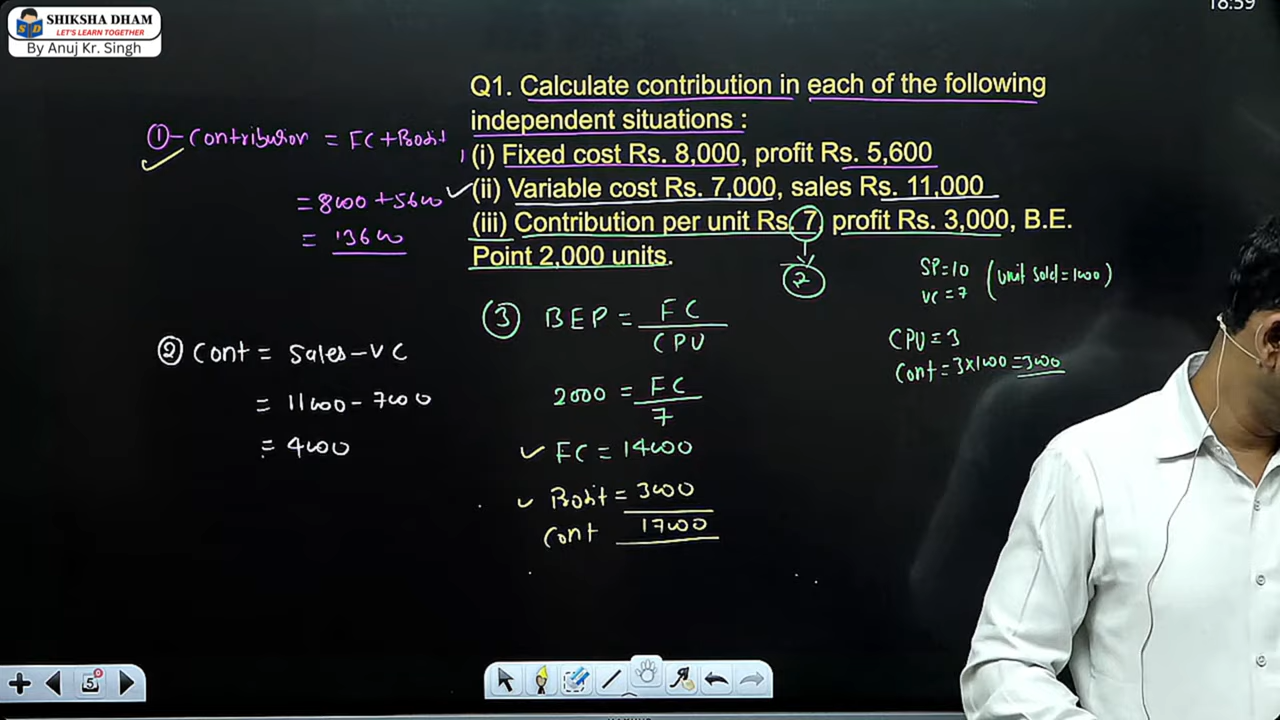 SHIKSHA DHAM
LET'S LEARN TOGETHER
By Anuj Kr. Singh
18:59
Q1. Calculate contribution in each of the following
independent situations :
(i) Fixed cost Rs. 8,000, profit Rs. 5,600
(ii) Variable cost Rs. 7,000, sales Rs. 11,000
(iii) Contribution per unit Rs. 7, profit Rs. 3,000, B.E.
Point 2,000 units.
① - Contribution = FC + Profit
= 8000 + 5600
= 13600
② Cont = Sales - VC
= 11000 - 7000
= 4000
③ BEP = FC / CPU
2000 = FC / 7
FC = 14000
Profit = 3000
Cont 17000
SP = 10 (Unit Sold = 1000)
VC = 7
CPU = 3
Cont = 3 x 1000 = 3000
5